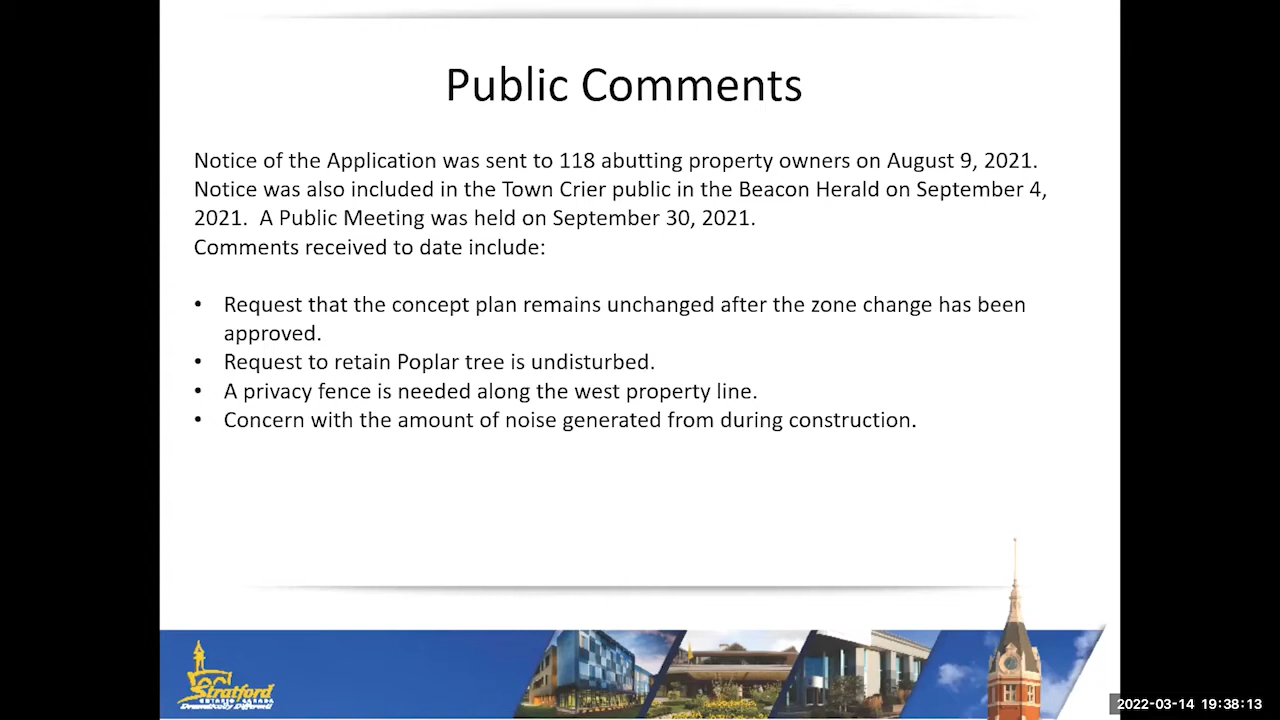 Public Comments
Notice of the Application was sent to 118 abutting property owners on August 9, 2021.
Notice was also included in the Town Crier public in the Beacon Herald on September 4,
2021.  A Public Meeting was held on September 30, 2021.
Comments received to date include:
• Request that the concept plan remains unchanged after the zone change has been
approved.
• Request to retain Poplar tree is undisturbed.
• A privacy fence is needed along the west property line.
• Concern with the amount of noise generated from during construction.
Stratford
ONTARIO CANADA
Dramatically Different
2022-03-14 19:38:13